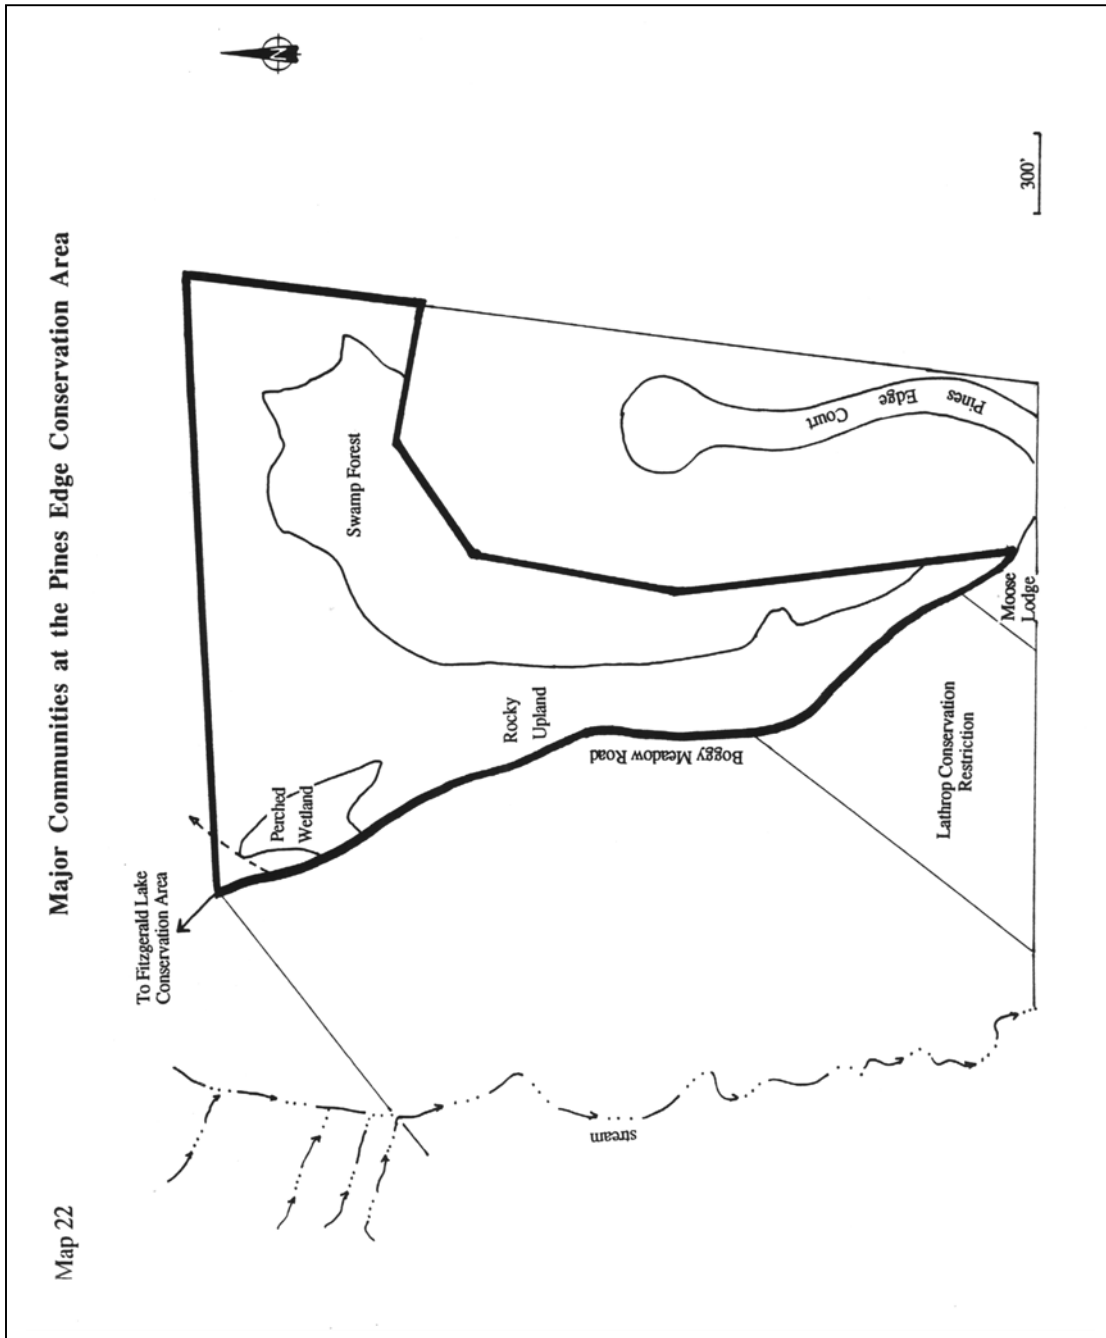 Map 22
Major Communities at the Pines Edge Conservation Area
N
To Fitzgerald Lake
Conservation Area
Perched
Wetland
Swamp Forest
Rocky
Upland
Boggy Meadow Road
stream
Lathrop Conservation
Restriction
Moose
Lodge
Pines Edge Court
300'